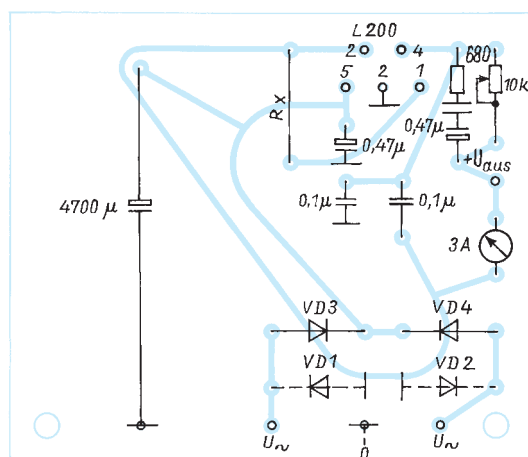 L200
2 4
680
5 2 1
10k
Rx
0,47µ
0,47µ
+Uaus
4700 µ
0,1µ
0,1µ
3A
VD3
VD4
VD1
VD2
U~
0
U~